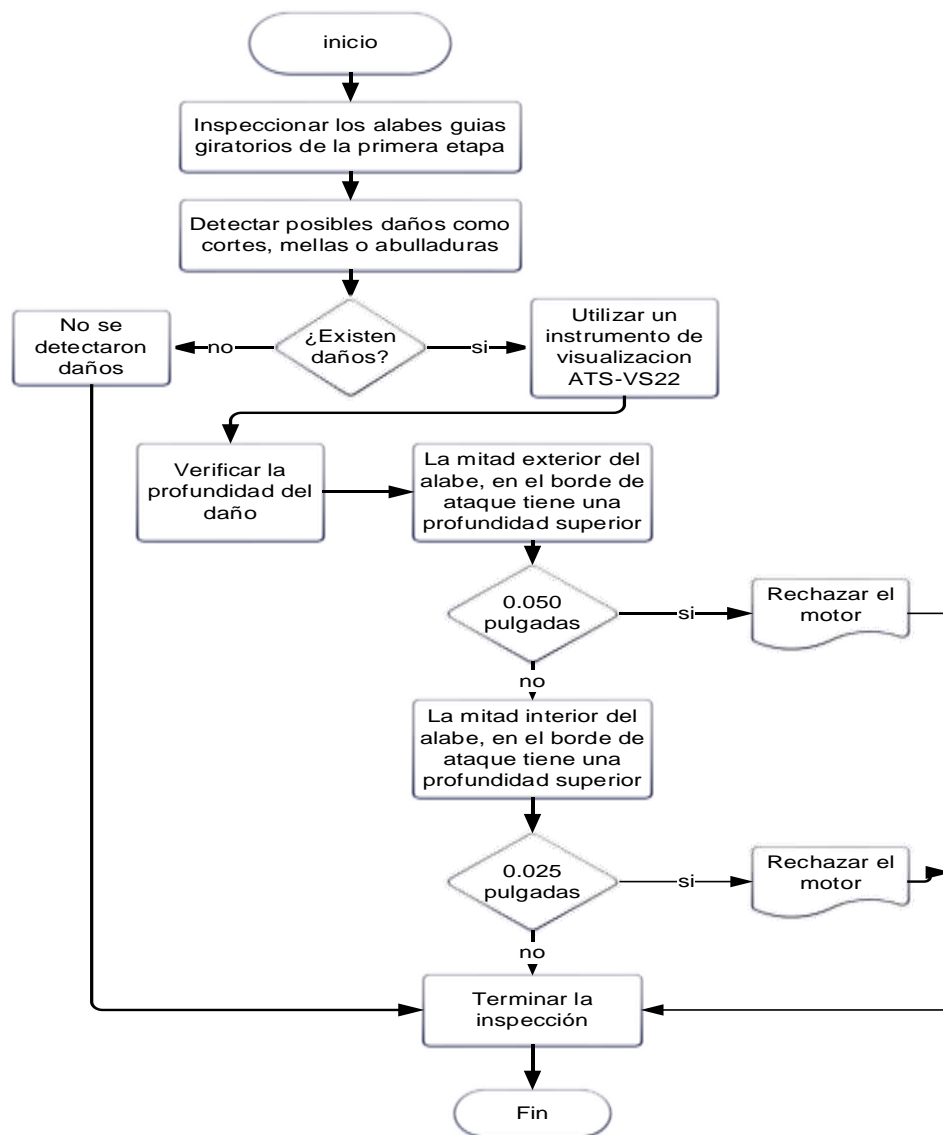 inicio
Inspeccionar los alabes guias
giratorios de la primera etapa
Detectar posibles daños como
cortes, mellas o abulladuras
¿Existen
daños?
no
si
No se
detectaron
daños
Utilizar un
instrumento de
visualizacion
ATS-VS22
Verificar la
profundidad del
daño
La mitad exterior del
alabe, en el borde de
ataque tiene una
profundidad superior
0.050
pulgadas
si
Rechazar el
motor
no
La mitad interior del
alabe, en el borde de
ataque tiene una
profundidad superior
0.025
pulgadas
si
Rechazar el
motor
no
Terminar la
inspección
Fin